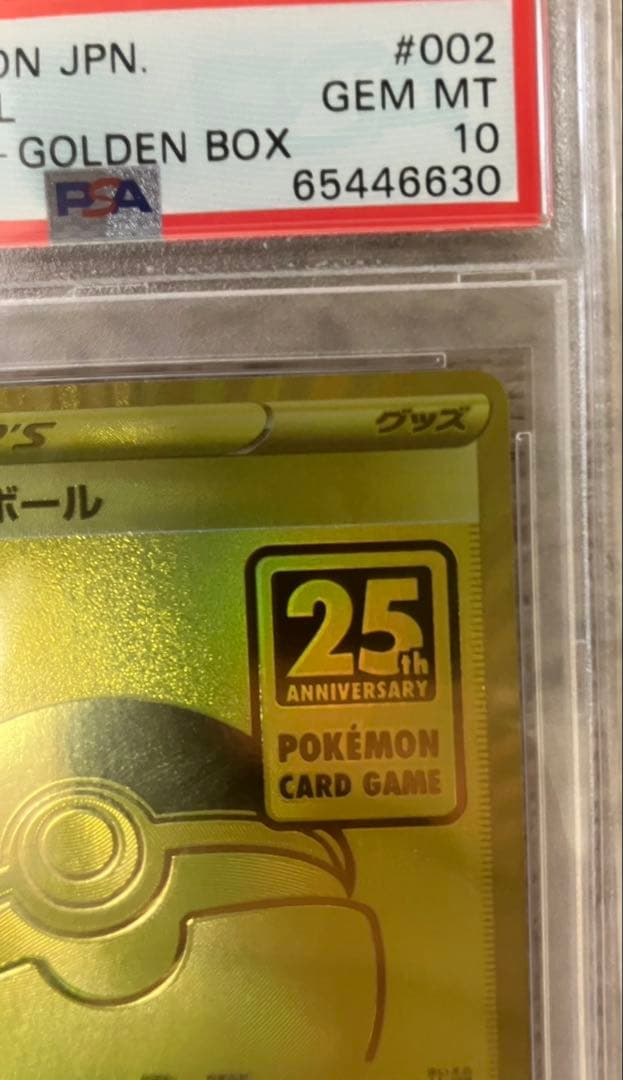 ON JPN. #002
L GEM MT
- GOLDEN BOX 10
PSA 65446630
'S グッズ
ボール
25th
ANNIVERSARY
POKÉMON
CARD GAME